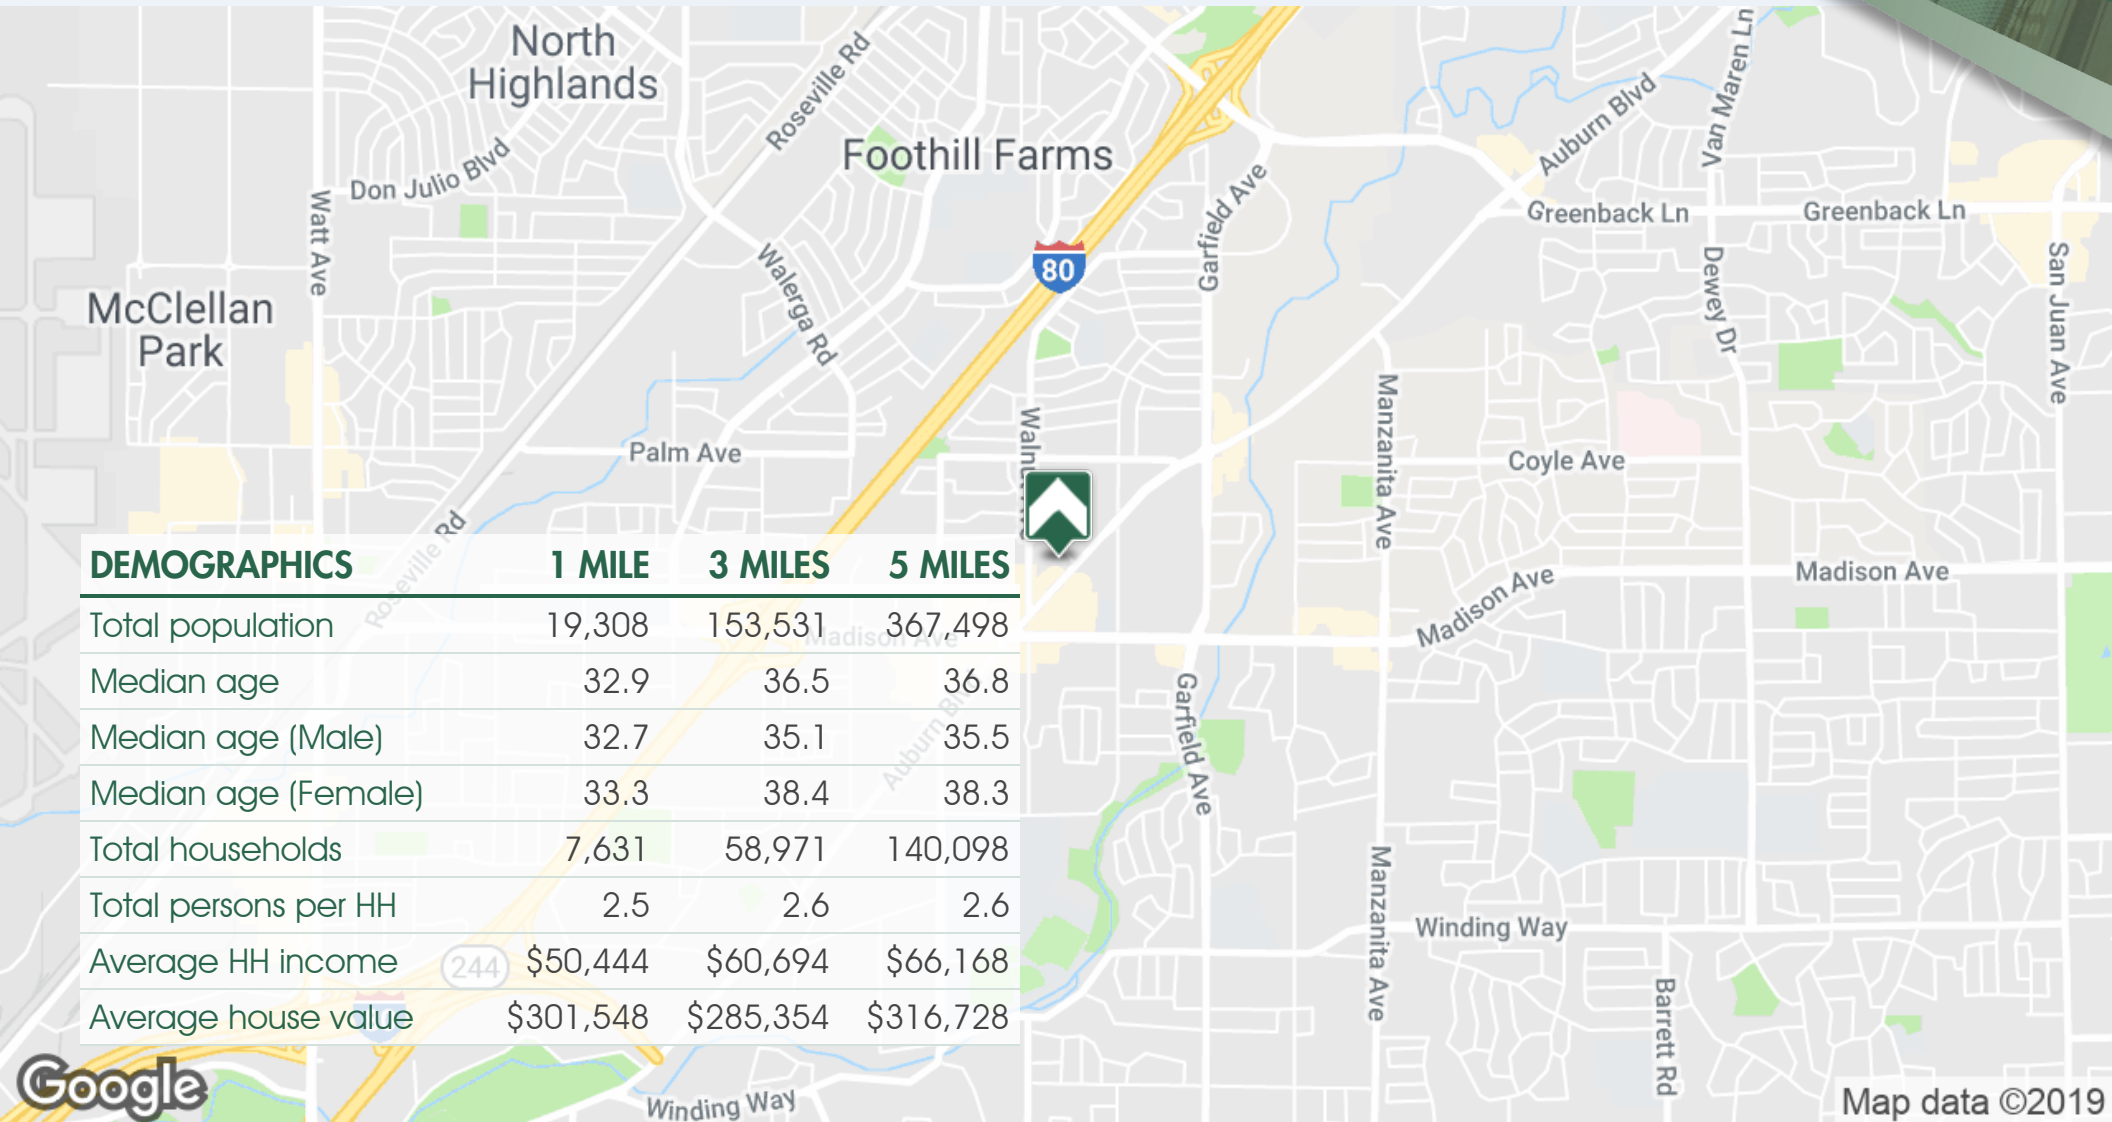 North
Highlands
Roseville Rd
Foothill Farms
Don Julio Blvd
Watt Ave
Walerga Rd
80
Garfield Ave
Auburn Blvd
Van Maren Ln
Greenback Ln
Greenback Ln
Dewey Dr
San Juan Ave
McClellan
Park
Palm Ave
Manzanita Ave
Coyle Ave
Roseville Rd
Madison Ave
Madison Ave
Madison Ave
Garfield Ave
Manzanita Ave
Winding Way
Barrett Rd
DEMOGRAPHICS 1 MILE 3 MILES 5 MILES
Total population 19,308 153,531 367,498
Median age 32.9 36.5 36.8
Median age (Male) 32.7 35.1 35.5
Median age (Female) 33.3 38.4 38.3
Total households 7,631 58,971 140,098
Total persons per HH 2.5 2.6 2.6
Average HH income $50,444 $60,694 $66,168
Average house value $301,548 $285,354 $316,728
244
Google
Winding Way
Map data ©2019